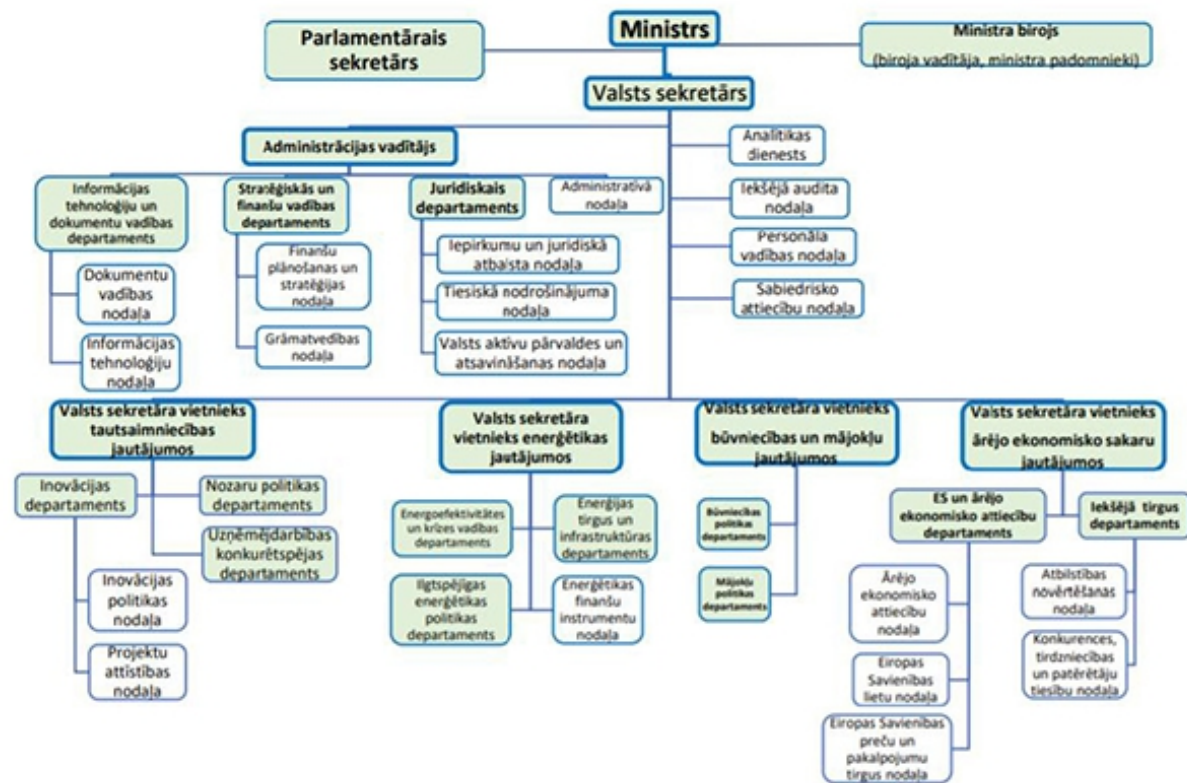 Ministrs
Parlamentārais
sekretārs
Ministra birojs
(biroja vadītāja, ministra padomnieki)
Valsts sekretārs
Administrācijas vadītājs
Analītikas
dienests
Iekšējā audita
nodaļa
Personāla
vadības nodaļa
Sabiedrisko
attiecību nodaļa
Informācijas
tehnoloģiju un
dokumentu vadības
departaments
Dokumentu
vadības
nodaļa
Informācijas
tehnoloģiju
nodaļa
Stratēģiskās un
finanšu vadības
departaments
Finanšu
plānošanas un
stratēģijas
nodaļa
Grāmatvedības
nodaļa
Juridiskais
departaments
Iepirkumu un juridiskā
atbalsta nodaļa
Tiesiskā nodrošinājuma
nodaļa
Valsts aktīvu pārvaldes un
atsavināšanas nodaļa
Administratīvā
nodaļa
Valsts sekretāra vietnieks
tautsaimniecības
jautājumos
Inovācijas
departaments
Nozaru politikas
departaments
Uzņēmējdarbības
konkurētspējas
departaments
Inovācijas
politikas
nodaļa
Projektu
attīstības
nodaļa
Valsts sekretāra
vietnieks enerģētikas
jautājumos
Energoefektivitātes
un krīzes vadības
departaments
Enerģijas
tirgus un
infrastruktūras
departaments
Ilgtspējīgas
enerģētikas
politikas
departaments
Enerģētikas
finanšu
instrumentu
nodaļa
Valsts sekretāra vietnieks
būvniecības un mājokļu
jautājumos
Būvniecības
politikas
departaments
Mājokļu
politikas
departaments
Valsts sekretāra vietnieks
ārējo ekonomisko sakaru
jautājumos
ES un ārējo
ekonomisko attiecību
departaments
Iekšējā tirgus
departaments
Ārējo
ekonomisko
attiecību
nodaļa
Eiropas
Savienības
lietu nodaļa
Eiropas Savienības
preču un
pakalpojumu
tirgus nodaļa
Atbilstības
novērtēšanas
nodaļa
Konkurences,
tirdzniecības
un patērētāju
tiesību nodaļa